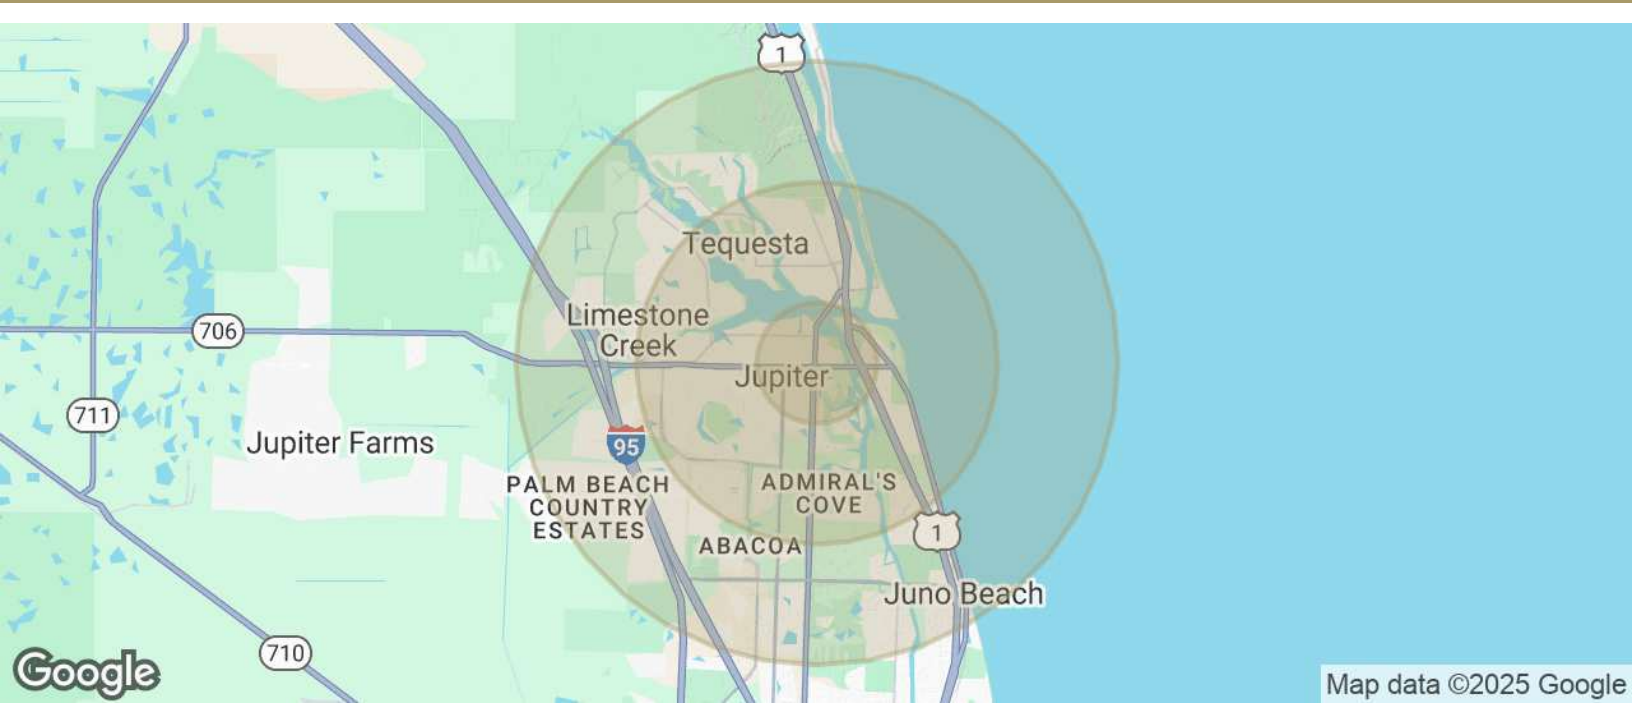 1
Tequesta
Limestone
Creek
706
Jupiter
711
Jupiter Farms
95
PALM BEACH
COUNTRY
ESTATES
ADMIRAL'S
COVE
ABACOA
1
Juno Beach
710
Google
Map data ©2025 Google